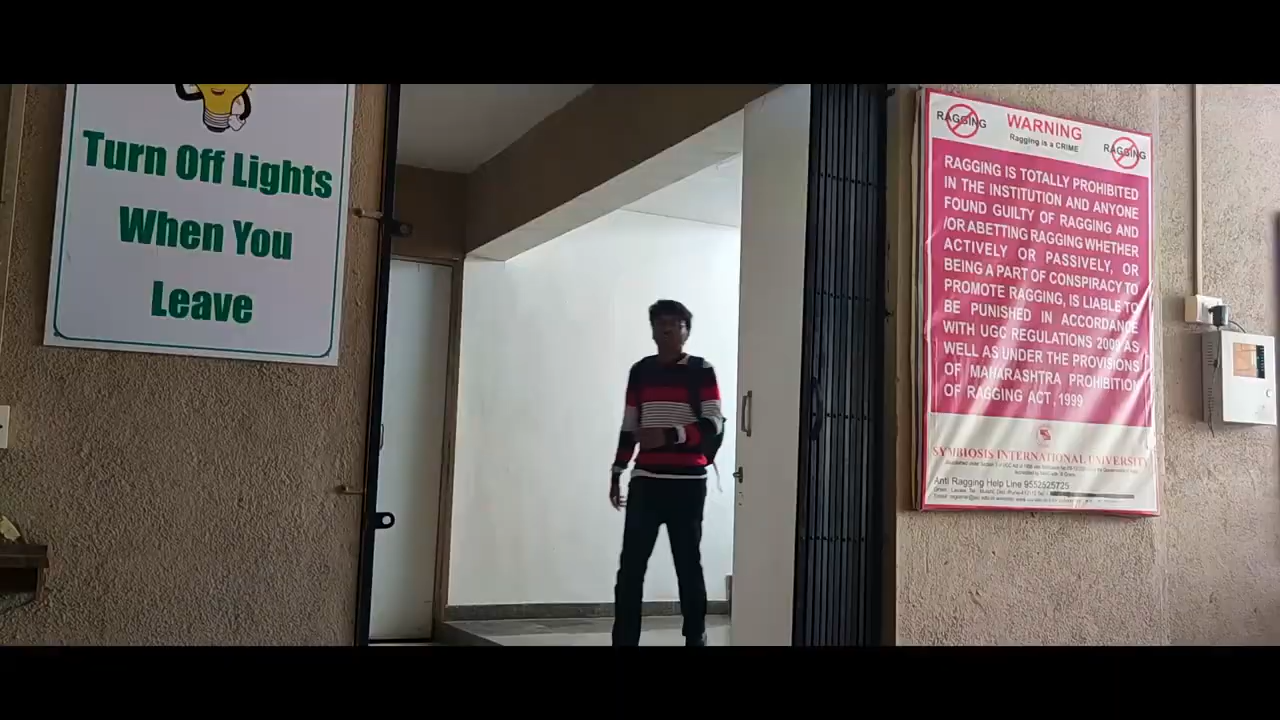 Turn Off Lights
When You
Leave
RAGGING
WARNING
Ragging is a CRIME
RAGGING
RAGGING IS TOTALLY PROHIBITED
IN THE INSTITUTION AND ANYONE
FOUND GUILTY OF RAGGING AND
/OR ABETTING RAGGING WHETHER
ACTIVELY OR PASSIVELY, OR
BEING A PART OF CONSPIRACY TO
PROMOTE RAGGING, IS LIABLE TO
BE PUNISHED IN ACCORDANCE
WITH UGC REGULATIONS 2009 AS
WELL AS UNDER THE PROVISIONS
OF MAHARASHTRA PROHIBITION
OF RAGGING ACT, 1999
SYMBIOSIS INTERNATIONAL UNIVERSITY
Anti Ragging Help Line 9552525725